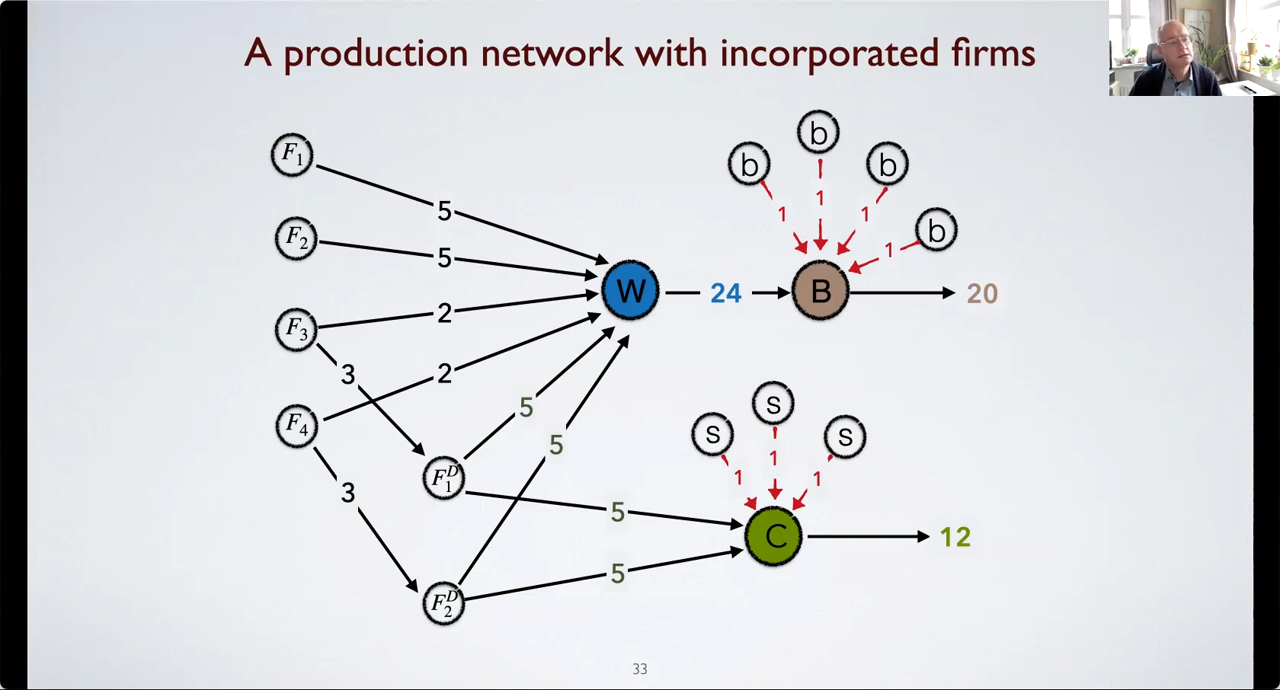 A production network with incorporated firms
F₁
F₂
F₃
F₄
5
5
2
2
3
3
F₁ᴰ
F₂ᴰ
5
5
5
5
W
24
b
b
b
b
1
1
1
1
B
20
s
s
s
1
1
1
C
12
33